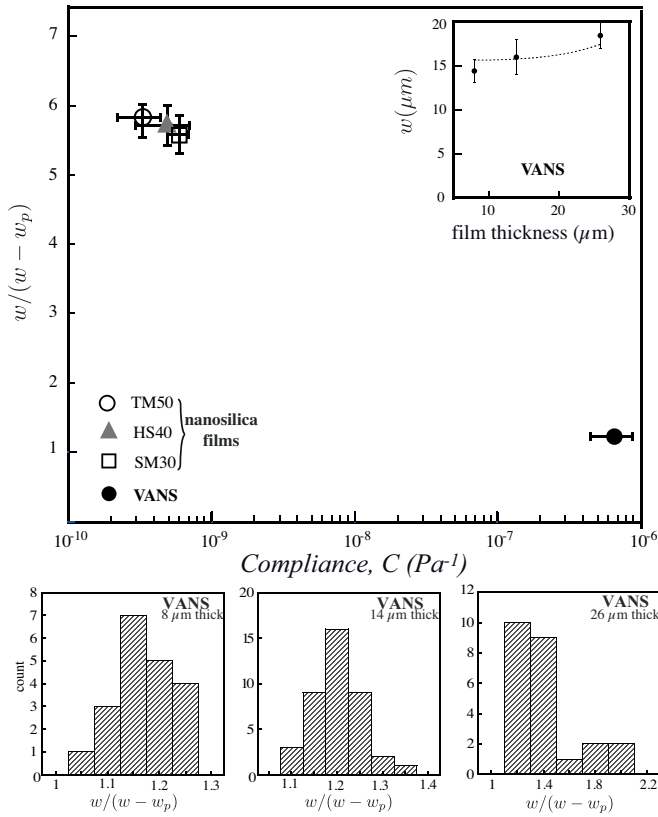 7
6
5
4
3
2
1
w/(w − w_p)
20
15
10
5
0
w(µm)
VANS
10 20 30
film thickness (µm)
TM50
HS40
SM30
nanosilica
films
VANS
10^-10 10^-9 10^-8 10^-7 10^-6
Compliance, C (Pa^-1)
8
7
6
5
4
3
2
1
0
count
VANS
8 µm thick
1 1.1 1.2 1.3
w/(w − w_p)
20
15
10
5
0
VANS
14 µm thick
1.1 1.2 1.3 1.4
w/(w − w_p)
12
10
8
6
4
2
0
VANS
26 µm thick
1 1.4 1.8 2.2
w/(w − w_p)